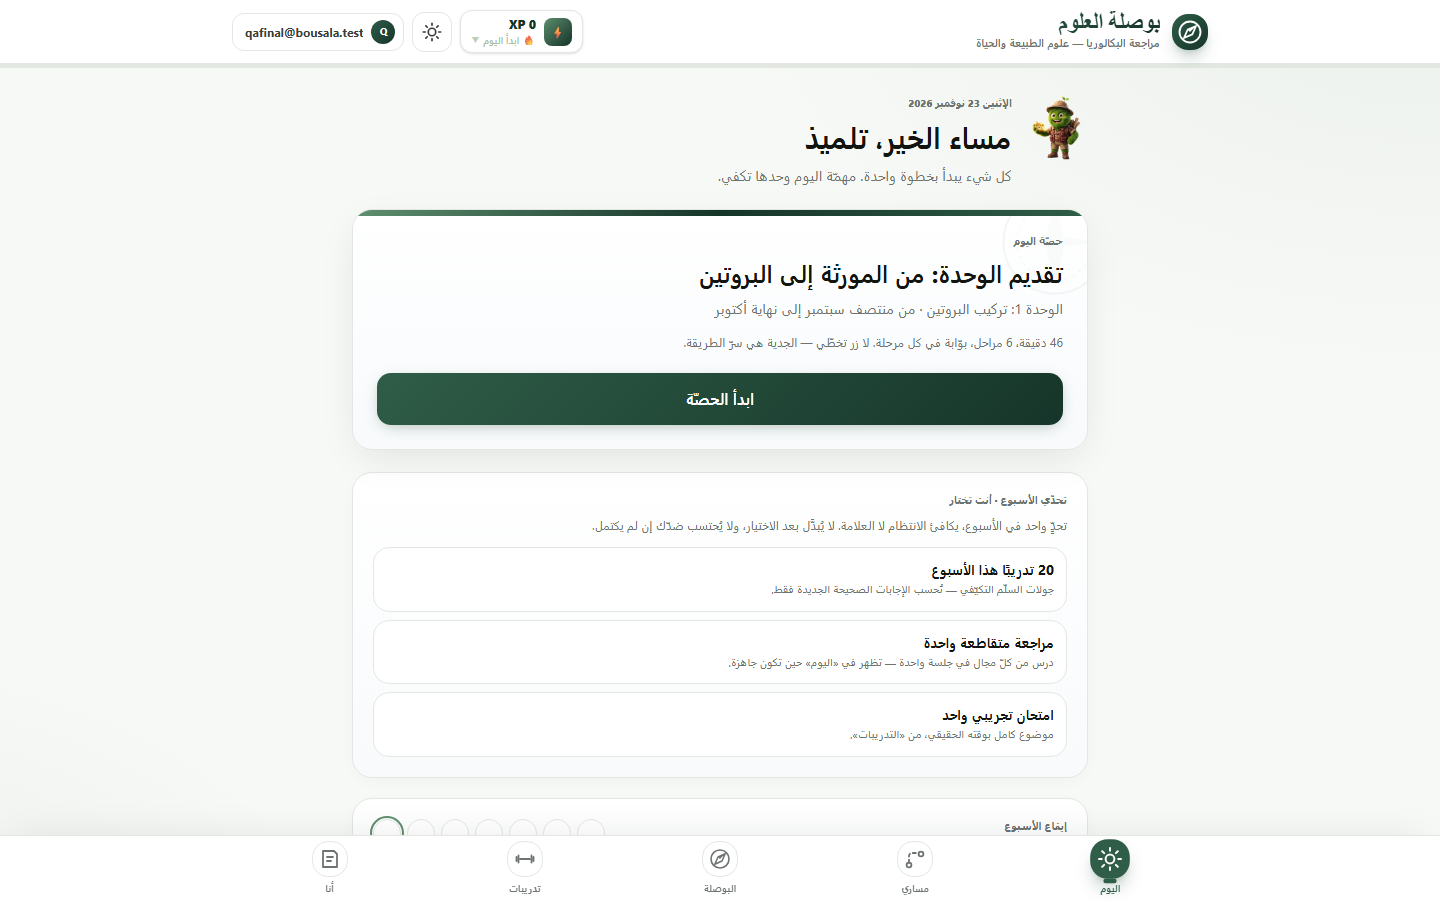 بوصلة العلوم
مراجعة البكالوريا — علوم الطبيعة والحياة
XP 0
ابدأ اليوم
qafinal@bousala.test
Q
الإثنين 23 نوفمبر 2026
مساء الخير، تلميذ
كل شيء يبدأ بخطوة واحدة. مهمّة اليوم وحدها تكفي.
حصّة اليوم
تقديم الوحدة: من المورثة إلى البروتين
الوحدة 1: تركيب البروتين · من منتصف سبتمبر إلى نهاية أكتوبر
46 دقيقة، 6 مراحل، بوّابة في كل مرحلة. لا زر تخطّي — الجدية هي سرّ الطريقة.
ابدأ الحصّة
تحدّي الأسبوع · أنت تختار
تحدٍّ واحد في الأسبوع، يكافئ الانتظام لا العلامة. لا يُبدَّل بعد الاختيار، ولا يُحتسب ضدّك إن لم يكتمل.
20 تدريبًا هذا الأسبوع
جولات السلّم التكيّفي — تُحسب الإجابات الصحيحة الجديدة فقط.
مراجعة متقاطعة واحدة
درس من كلّ مجال في جلسة واحدة — تظهر في «اليوم» حين تكون جاهزة.
امتحان تجريبي واحد
موضوع كامل بوقته الحقيقي، من «التدريبات».
إيقاع الأسبوع
اليوم
مساري
البوصلة
تدريبات
أنا